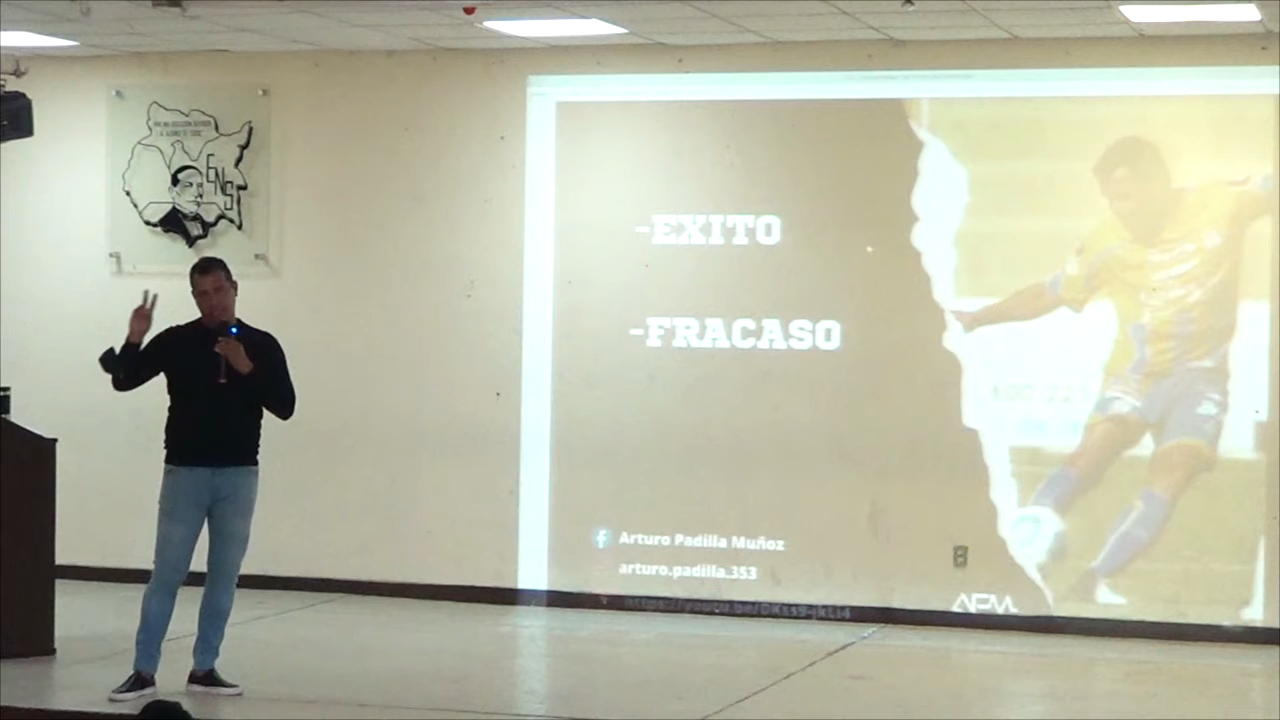 ENS
-EXITO
-FRACASO
f Arturo Padilla Muñoz
arturo.padilla.353
APM